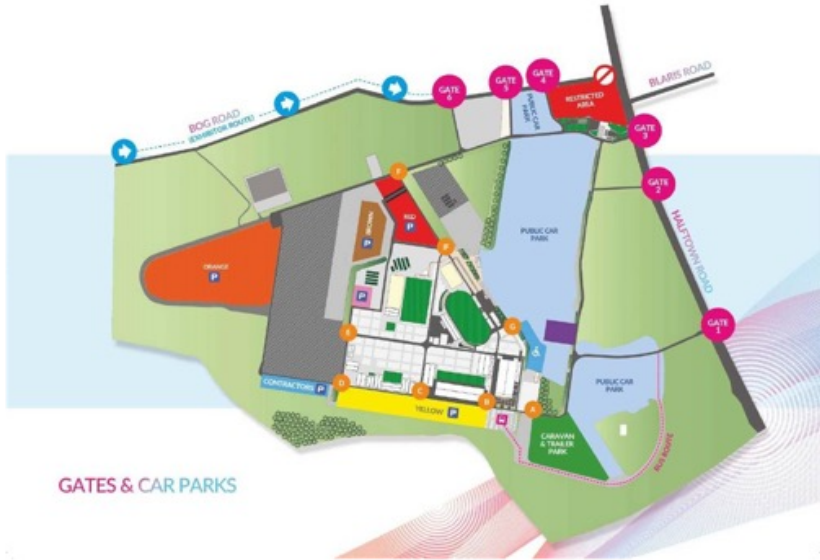 GATE
4
GATE
5
GATE
6
BLARIS ROAD
RESTRICTED
AREA
PUBLIC CAR
PARK
BOG ROAD
(EXHIBITOR ROUTE)
GATE
3
GATE
2
F
RED
P
BROWN
P
PUBLIC CAR
PARK
HALFTOWN ROAD
ORANGE
P
P
G
GATE
1
E
CONTRACTORS P
D
C
B
A
YELLOW P
PUBLIC CAR
PARK
CARAVAN
& TRAILER
PARK
BUS ROUTE
GATES & CAR PARKS